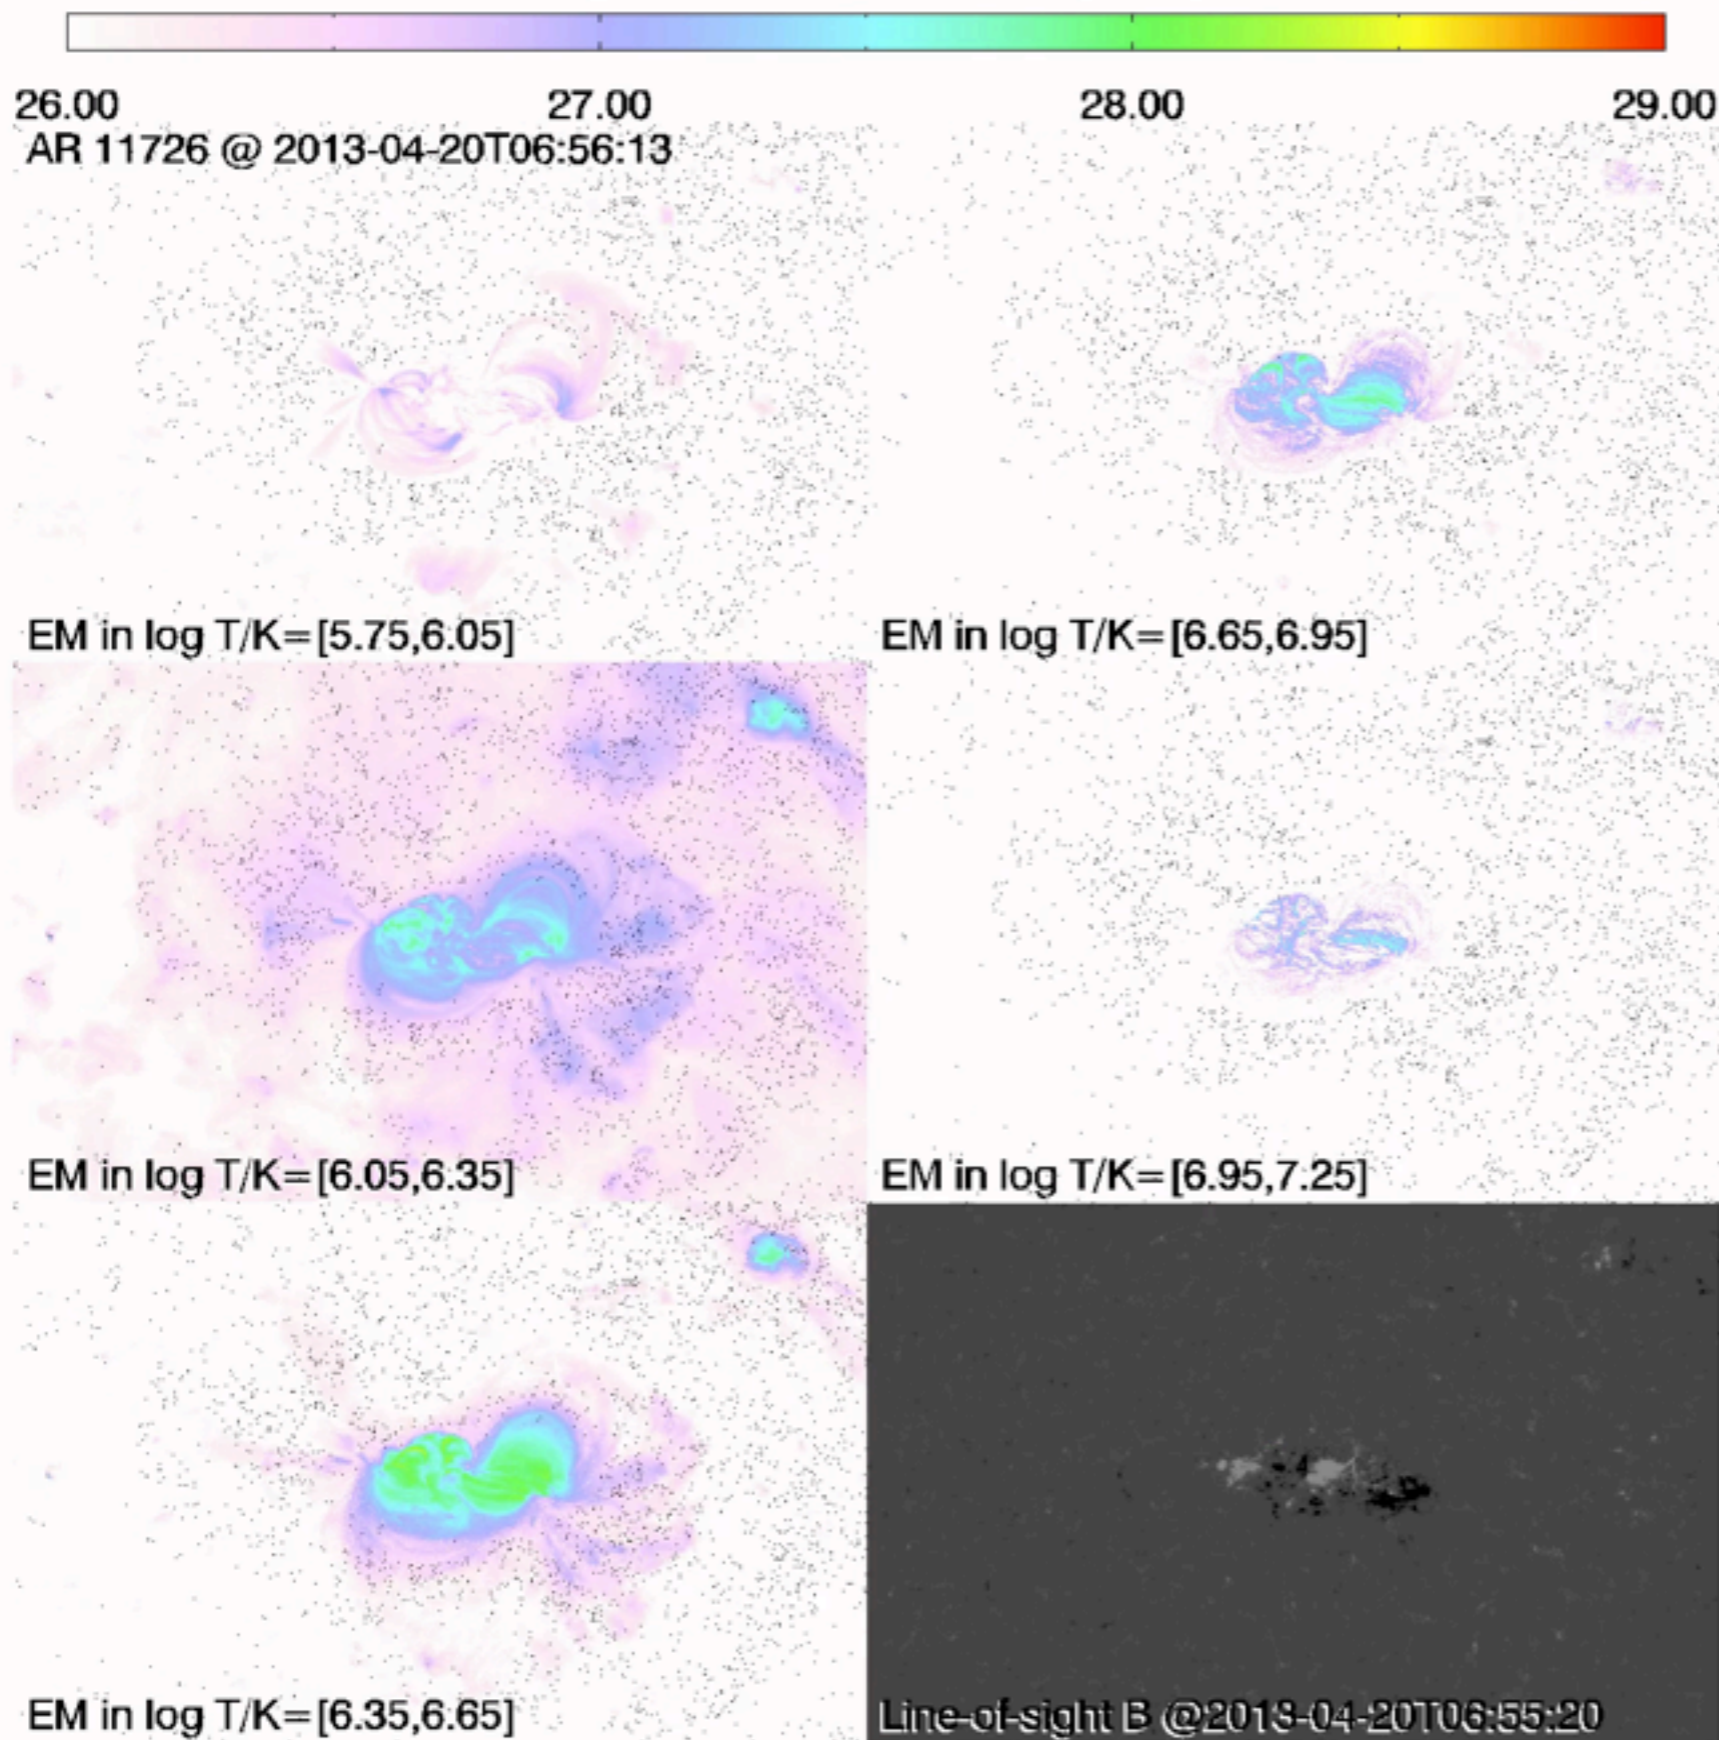 26.00 27.00 28.00 29.00
AR 11726 @ 2013-04-20T06:56:13
EM in log T/K=[5.75,6.05]
EM in log T/K=[6.65,6.95]
EM in log T/K=[6.05,6.35]
EM in log T/K=[6.95,7.25]
EM in log T/K=[6.35,6.65]
Line-of-sight B @2013-04-20T06:55:20